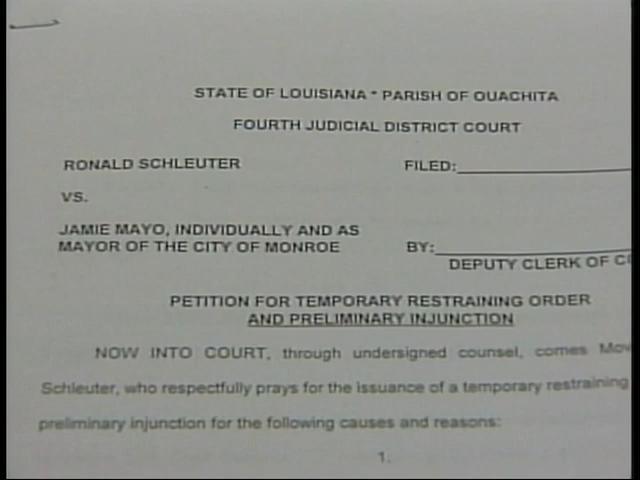 STATE OF LOUISIANA * PARISH OF OUACHITA
FOURTH JUDICIAL DISTRICT COURT
RONALD SCHLEUTER FILED:
VS.
JAMIE MAYO, INDIVIDUALLY AND AS
MAYOR OF THE CITY OF MONROE BY:
DEPUTY CLERK OF C
PETITION FOR TEMPORARY RESTRAINING ORDER
AND PRELIMINARY INJUNCTION
NOW INTO COURT, through undersigned counsel, comes Mov
Schleuter, who respectfully prays for the issuance of a temporary restraining
preliminary injunction for the following causes and reasons:
1.